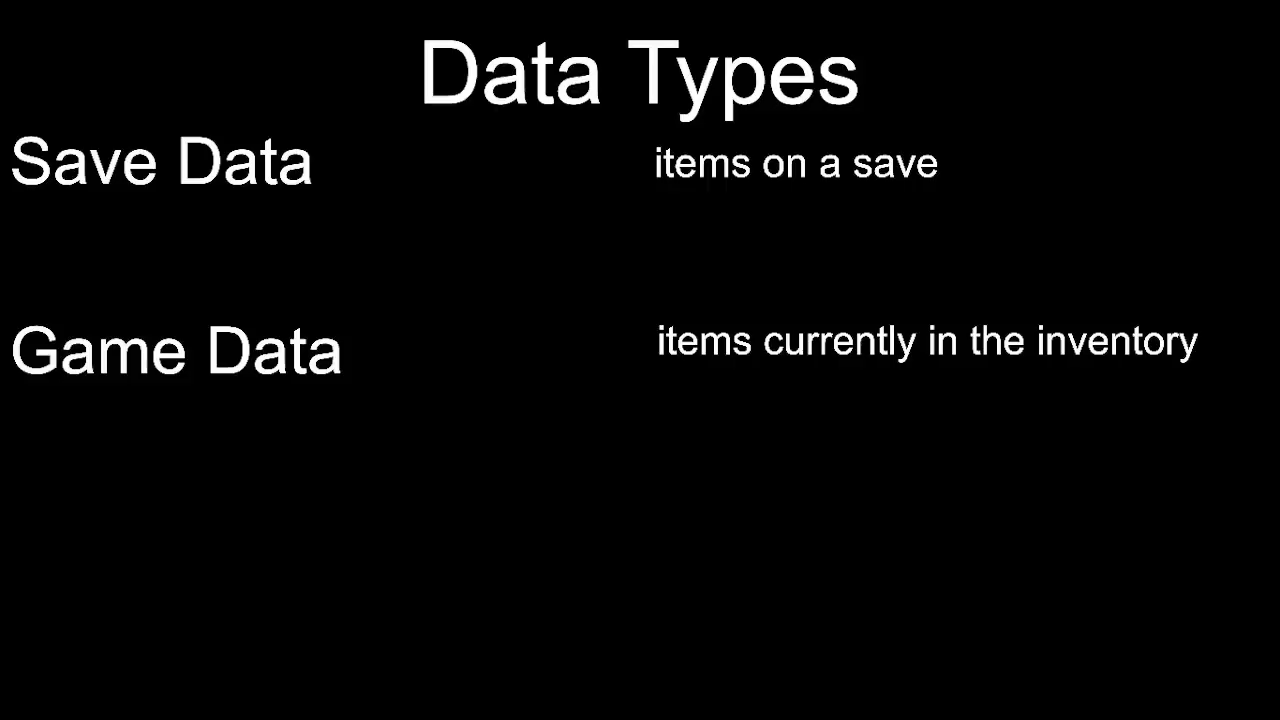 Data Types
Save Data
items on a save
Game Data
items currently in the inventory